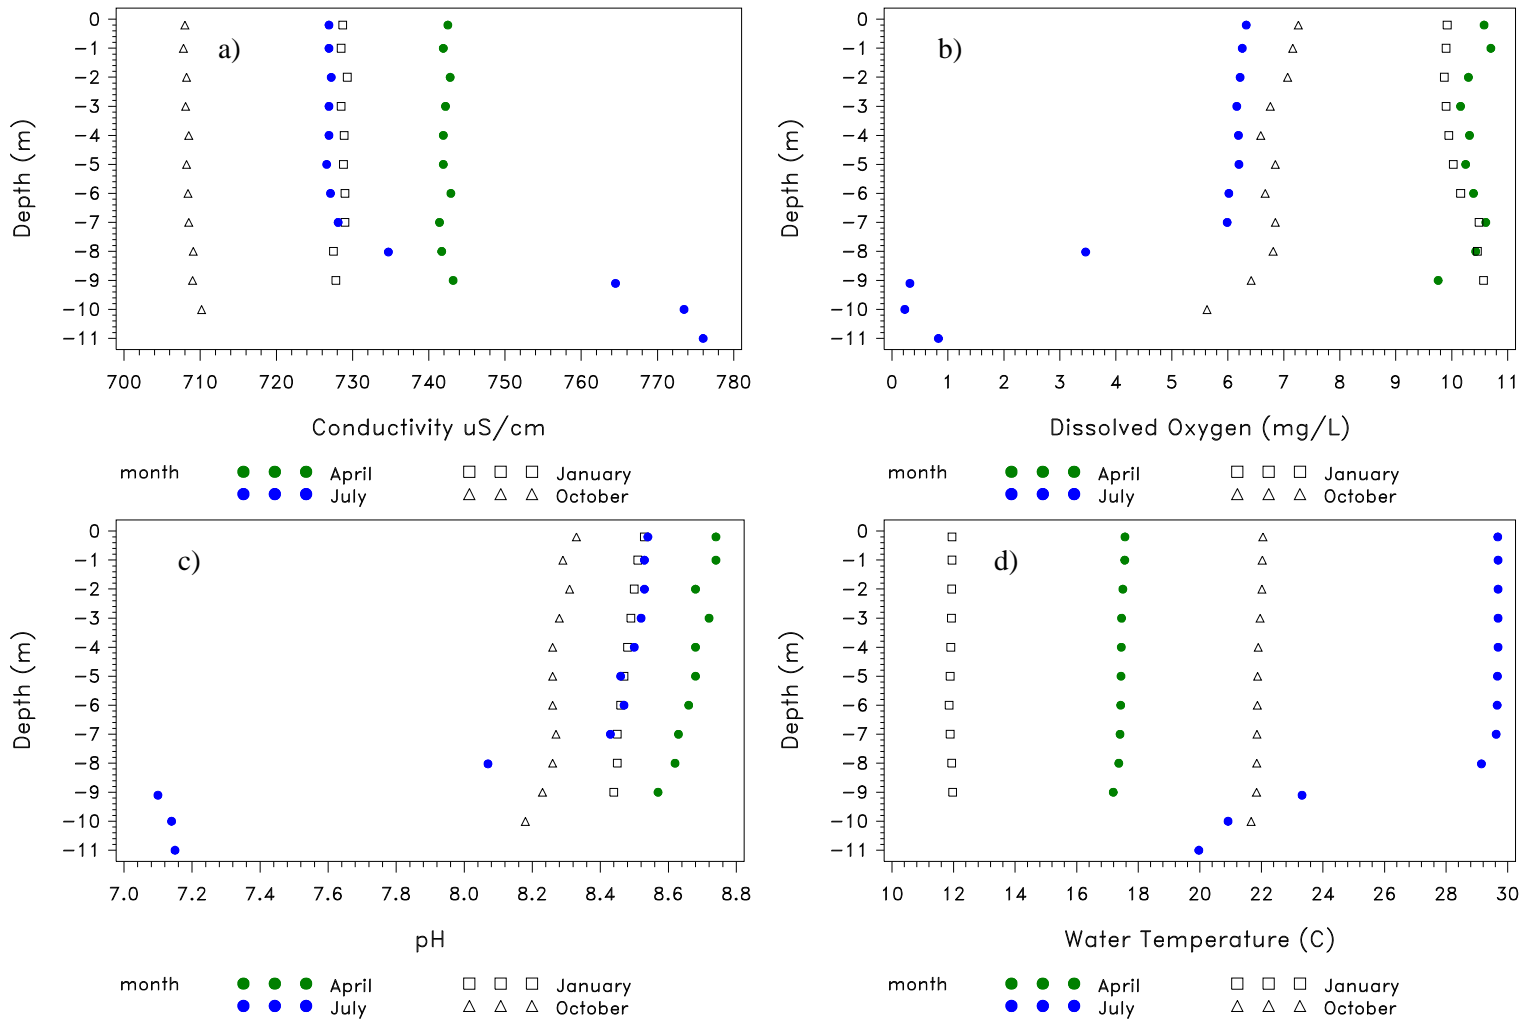 a)
0
−1
−2
−3
−4
−5
−6
−7
−8
−9
−10
−11
Depth (m)
700 710 720 730 740 750 760 770 780
Conductivity uS/cm
month April January
July October
b)
0
−1
−2
−3
−4
−5
−6
−7
−8
−9
−10
−11
Depth (m)
0 1 2 3 4 5 6 7 8 9 10 11
Dissolved Oxygen (mg/L)
month April January
July October
c)
0
−1
−2
−3
−4
−5
−6
−7
−8
−9
−10
−11
Depth (m)
7.0 7.2 7.4 7.6 7.8 8.0 8.2 8.4 8.6 8.8
pH
month April January
July October
d)
0
−1
−2
−3
−4
−5
−6
−7
−8
−9
−10
−11
Depth (m)
10 12 14 16 18 20 22 24 26 28 30
Water Temperature (C)
month April January
July October